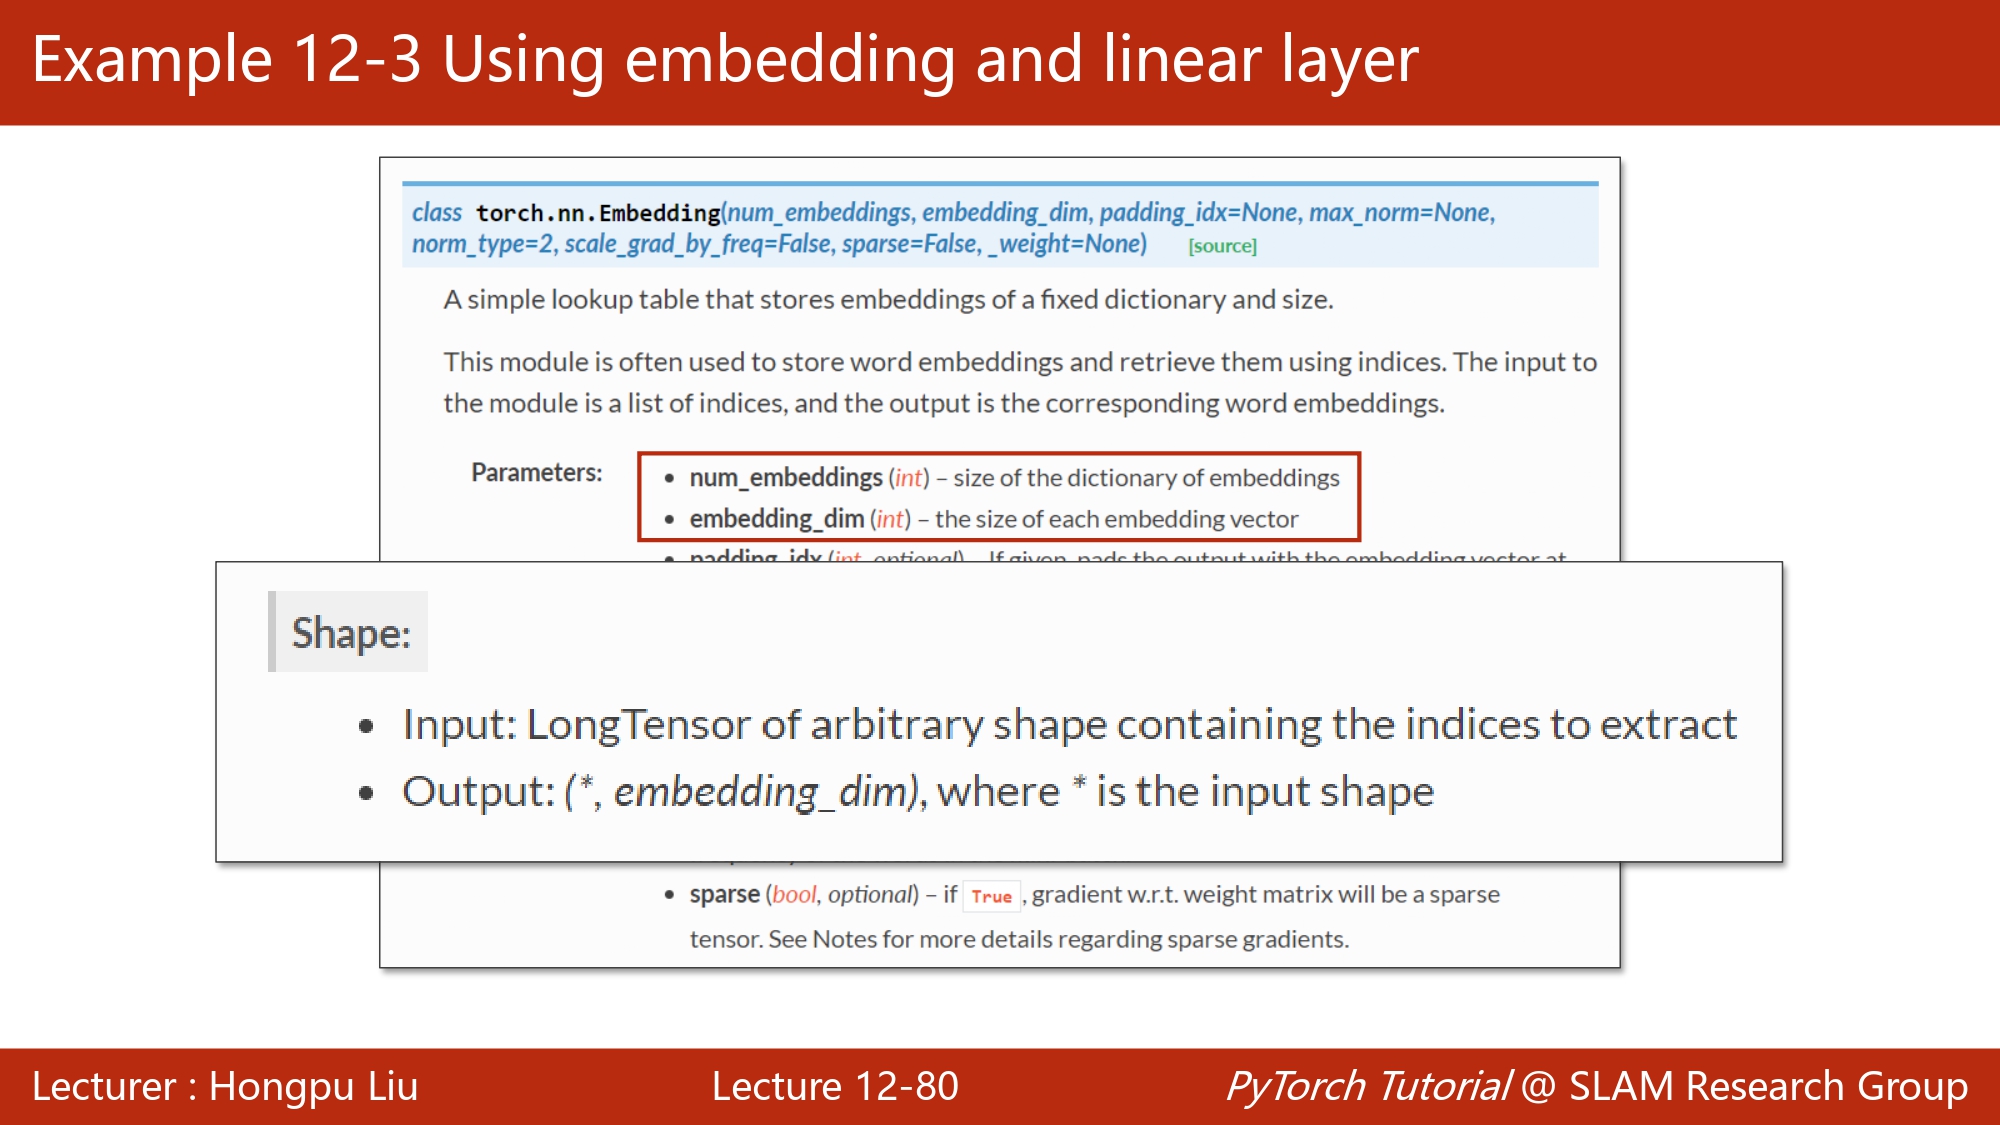 Example 12-3 Using embedding and linear layer
class torch.nn.Embedding(num_embeddings, embedding_dim, padding_idx=None, max_norm=None,
norm_type=2, scale_grad_by_freq=False, sparse=False, _weight=None) [source]
A simple lookup table that stores embeddings of a fixed dictionary and size.
This module is often used to store word embeddings and retrieve them using indices. The input to
the module is a list of indices, and the output is the corresponding word embeddings.
Parameters:
• num_embeddings (int) – size of the dictionary of embeddings
• embedding_dim (int) – the size of each embedding vector
• padding_idx (int, optional) – If given, pads the output with the embedding vector at
Shape:
• Input: LongTensor of arbitrary shape containing the indices to extract
• Output: (*, embedding_dim), where * is the input shape
• sparse (bool, optional) – if True, gradient w.r.t. weight matrix will be a sparse
tensor. See Notes for more details regarding sparse gradients.
Lecturer : Hongpu Liu
Lecture 12-80
PyTorch Tutorial @ SLAM Research Group